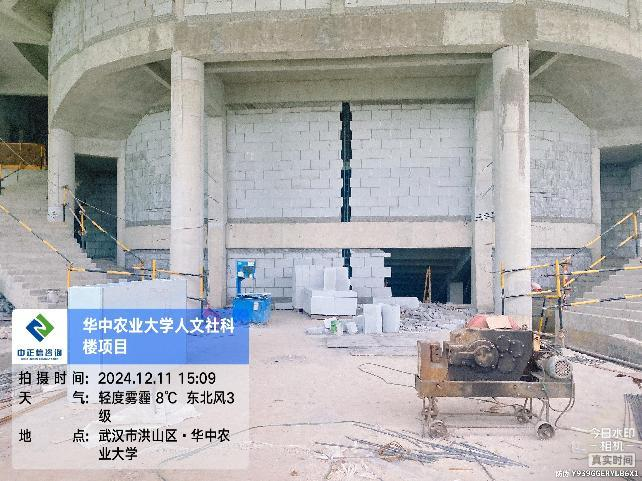 华中农业大学人文社科
楼项目
中正信咨询
拍摄时间: 2024.12.11 15:09
天气: 轻度雾霾 8℃ 东北风3
级
地点: 武汉市洪山区·华中农
业大学
今日水印
相机
真实时间
防伪 Y939GGERYLB6X1